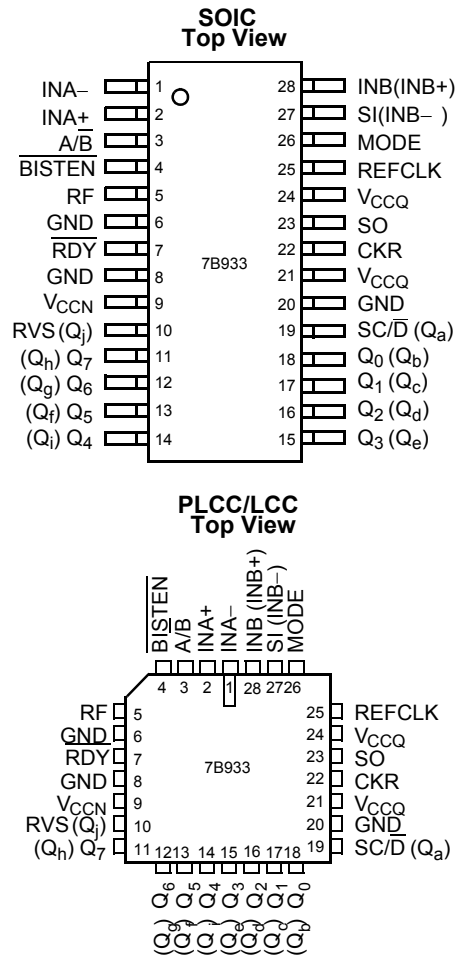 SOIC
Top View
INA– 1 28 INB(INB+)
INA+ 2 27 SI(INB– )
A/B̅ 3 26 MODE
B̅I̅S̅T̅E̅N̅ 4 25 REFCLK
RF 5 24 VCCQ
GND 6 23 SO
R̅D̅Y̅ 7 22 CKR
7B933
GND 8 21 VCCQ
VCCN 9 20 GND
RVS(Qj) 10 19 SC/D̅ (Qa)
(Qh) Q7 11 18 Q0 (Qb)
(Qg) Q6 12 17 Q1 (Qc)
(Qf) Q5 13 16 Q2 (Qd)
(Qi) Q4 14 15 Q3 (Qe)
PLCC/LCC
Top View
B̅I̅S̅T̅E̅N̅
A/B̅
INA+
INA–
INB (INB+)
SI (INB–)
MODE
4 3 2 1 28 27 26
RF 5 25 REFCLK
GND 6 24 VCCQ
R̅D̅Y̅ 7 23 SO
7B933
GND 8 22 CKR
VCCN 9 21 VCCQ
RVS(Qj) 10 20 GND
(Qh) Q7 11 19 SC/D̅ (Qa)
12 13 14 15 16 17 18
(Qg) Q6
(Qf) Q5
(Qi) Q4
(Qe) Q3
(Qd) Q2
(Qc) Q1
(Qb) Q0